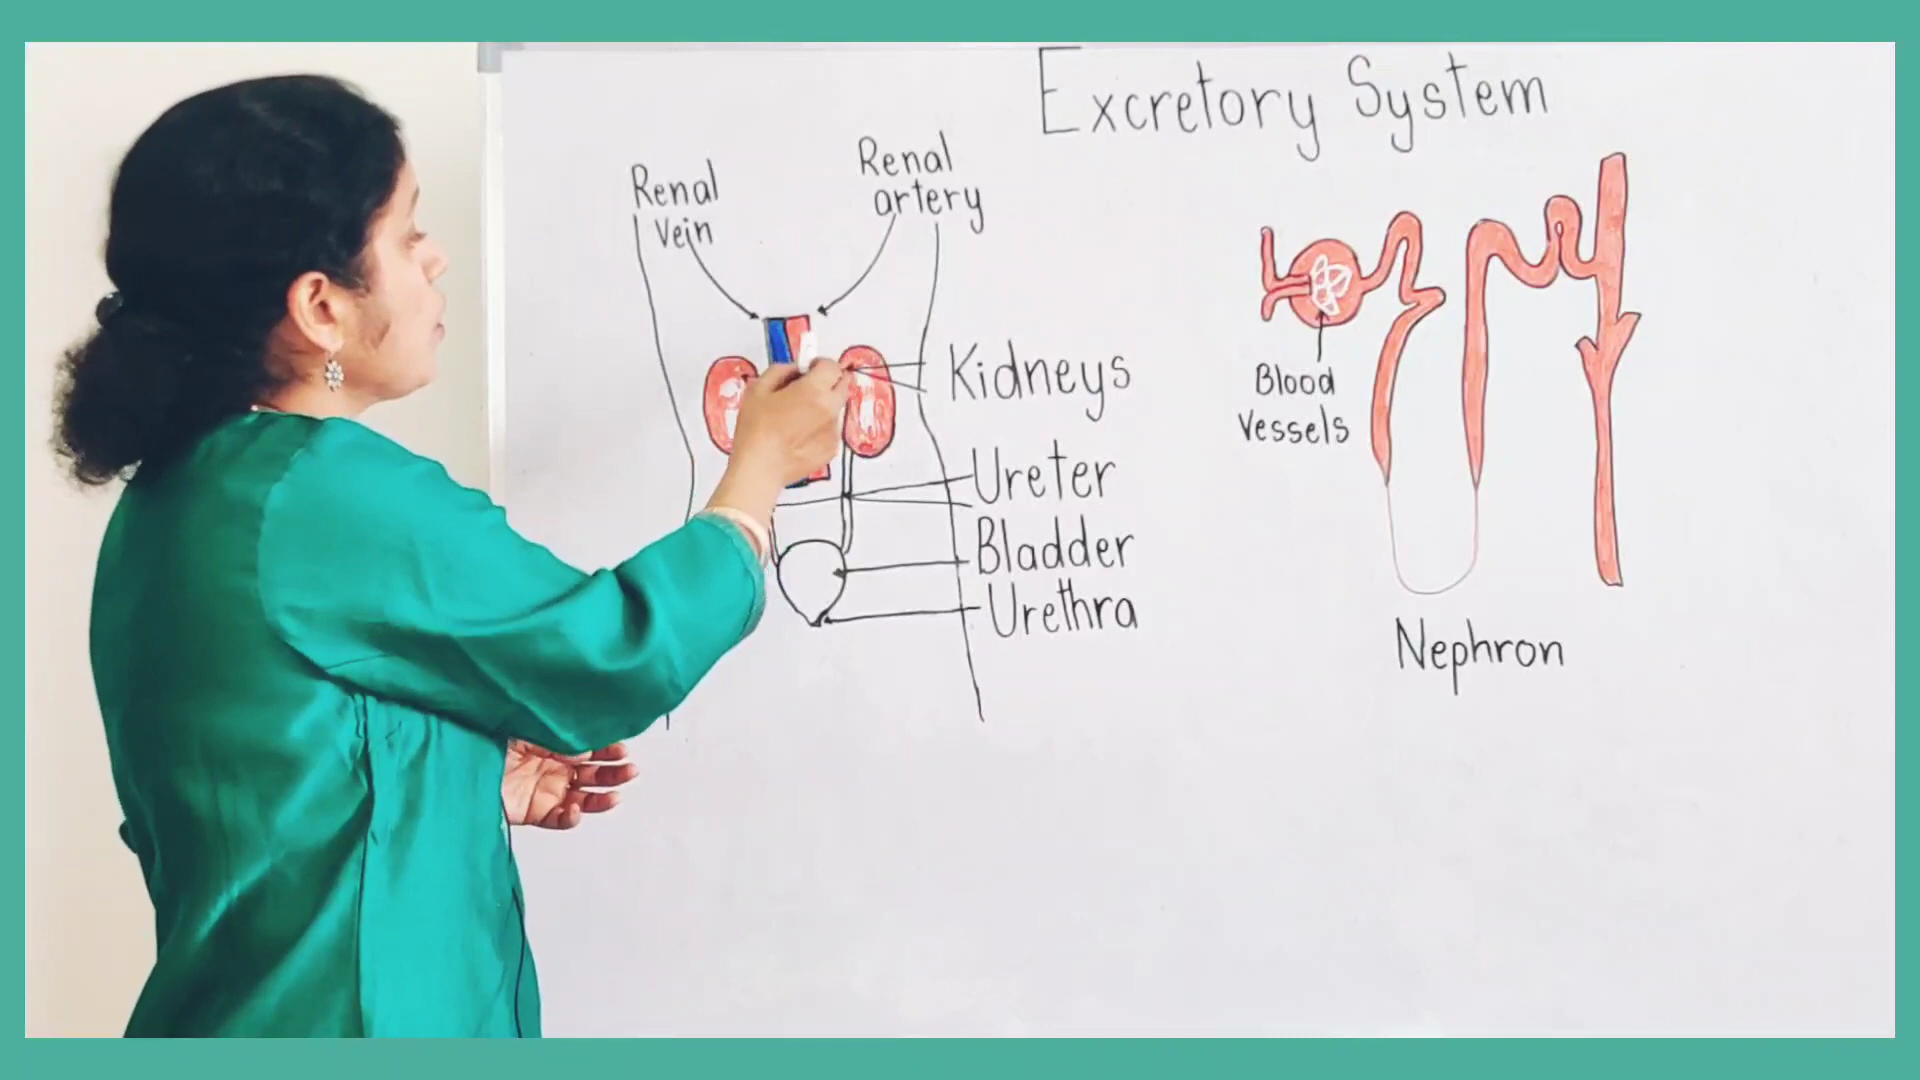 Excretory System
Renal
vein
Renal
artery
Kidneys
Ureter
Bladder
Urethra
Blood
Vessels
Nephron